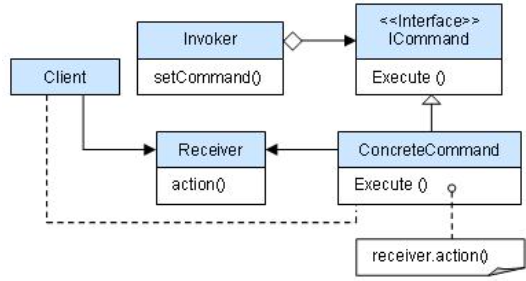 <<Interface>>
Invoker
ICommand
Client
setCommand()
Execute ()
Receiver
ConcreteCommand
action()
Execute ()
receiver.action()